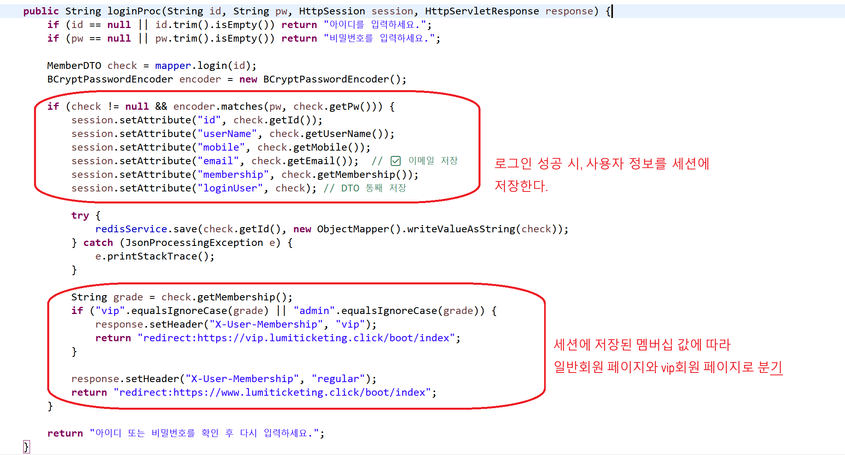 public String loginProc(String id, String pw, HttpSession session, HttpServletResponse response) {
if (id == null || id.trim().isEmpty()) return "아이디를 입력하세요.";
if (pw == null || pw.trim().isEmpty()) return "비밀번호를 입력하세요.";
MemberDTO check = mapper.login(id);
BCryptPasswordEncoder encoder = new BCryptPasswordEncoder();
if (check != null && encoder.matches(pw, check.getPw())) {
session.setAttribute("id", check.getId());
session.setAttribute("userName", check.getUserName());
session.setAttribute("mobile", check.getMobile());
session.setAttribute("email", check.getEmail()); // ✅ 이메일 저장
session.setAttribute("membership", check.getMembership());
session.setAttribute("loginUser", check); // DTO 통째 저장
로그인 성공 시, 사용자 정보를 세션에
저장한다.
try {
redisService.save(check.getId(), new ObjectMapper().writeValueAsString(check));
} catch (JsonProcessingException e) {
e.printStackTrace();
}
String grade = check.getMembership();
if ("vip".equalsIgnoreCase(grade) || "admin".equalsIgnoreCase(grade)) {
response.setHeader("X-User-Membership", "vip");
return "redirect:https://vip.lumiticketing.click/boot/index";
}
response.setHeader("X-User-Membership", "regular");
return "redirect:https://www.lumiticketing.click/boot/index";
}
세션에 저장된 멤버십 값에 따라
일반회원 페이지와 vip회원 페이지로 분기
return "아이디 또는 비밀번호를 확인 후 다시 입력하세요.";
}